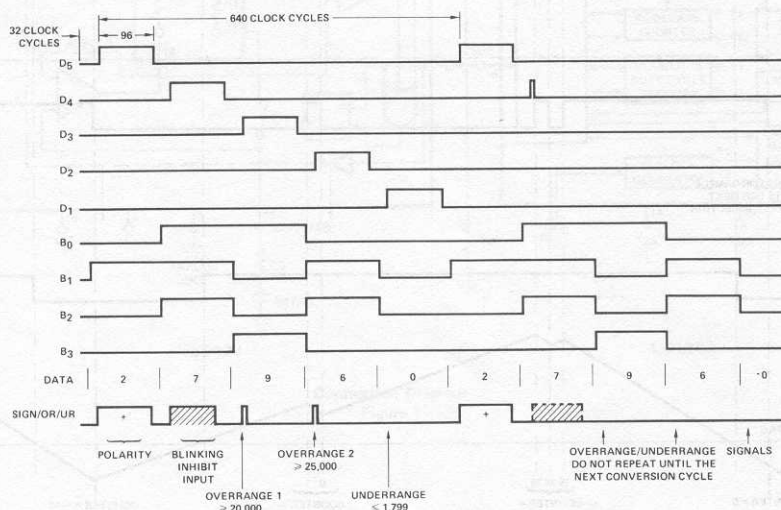 640 CLOCK CYCLES
32 CLOCK
CYCLES
96
D5
D4
D3
D2
D1
B0
B1
B2
B3
DATA 2 7 9 6 0 2 7 9 6 -0
SIGN/OR/UR + +
POLARITY
BLINKING
INHIBIT
INPUT
OVERRANGE 1
≥ 20,000
OVERRANGE 2
≥ 25,000
UNDERRANGE
≤ 1,799
OVERRANGE/UNDERRANGE
DO NOT REPEAT UNTIL THE
NEXT CONVERSION CYCLE
SIGNALS